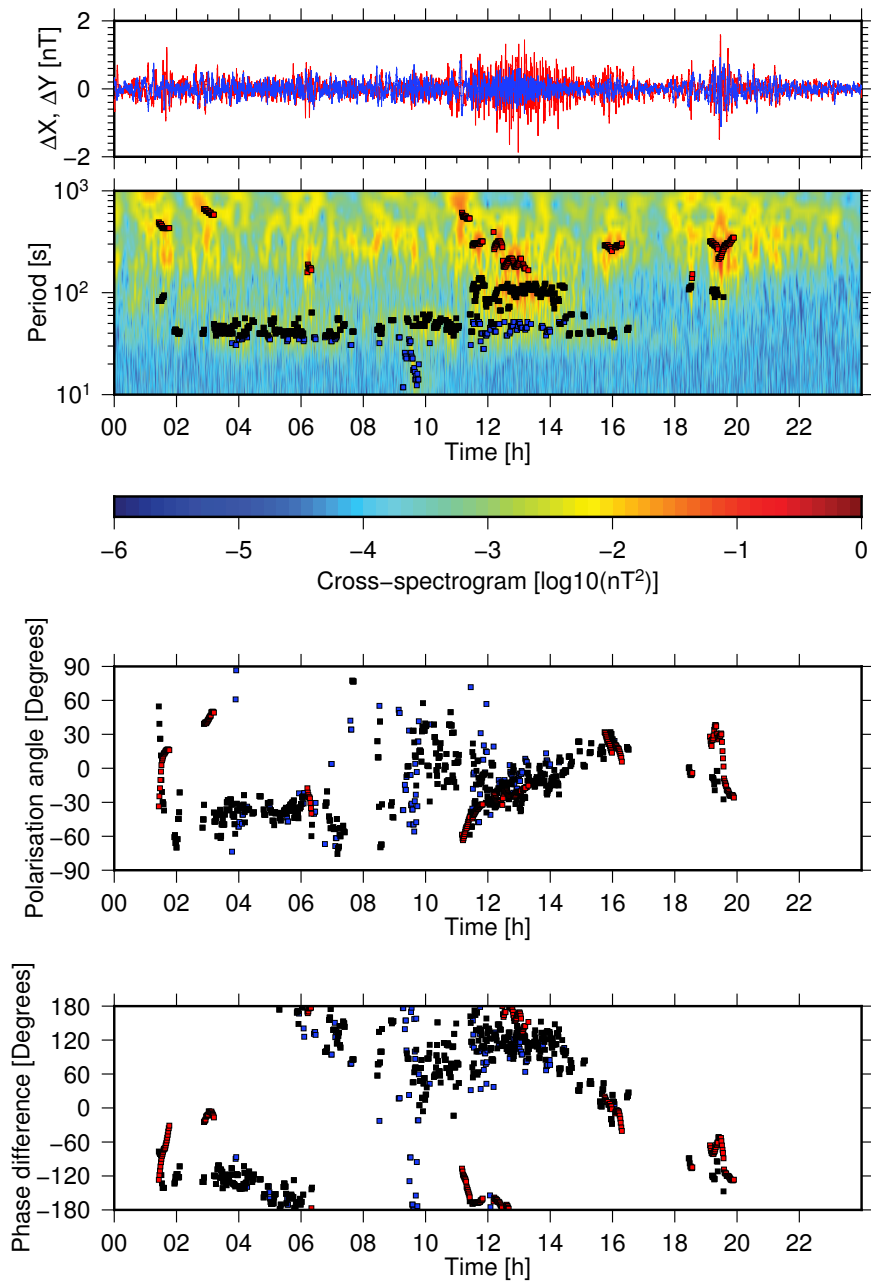 2
0
−2
ΔX, ΔY [nT]
10³
10²
10¹
Period [s]
00 02 04 06 08 10 12 14 16 18 20 22
Time [h]
−6 −5 −4 −3 −2 −1 0
Cross−spectrogram [log10(nT²)]
90
60
30
0
−30
−60
−90
Polarisation angle [Degrees]
00 02 04 06 08 10 12 14 16 18 20 22
Time [h]
180
120
60
0
−60
−120
−180
Phase difference [Degrees]
00 02 04 06 08 10 12 14 16 18 20 22
Time [h]